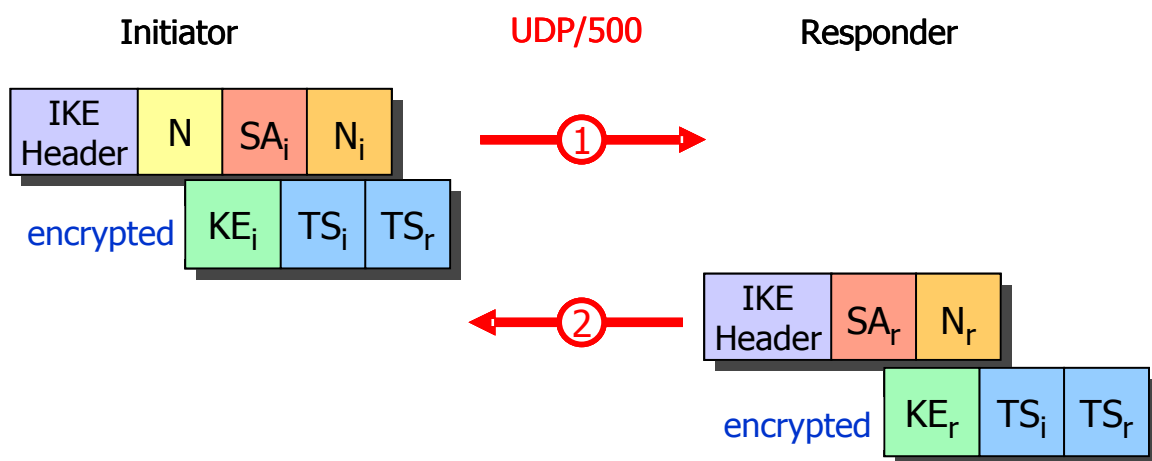 Initiator UDP/500 Responder
IKE
Header N SAi Ni
1
encrypted KEi TSi TSr
2
IKE
Header SAr Nr
encrypted KEr TSi TSr